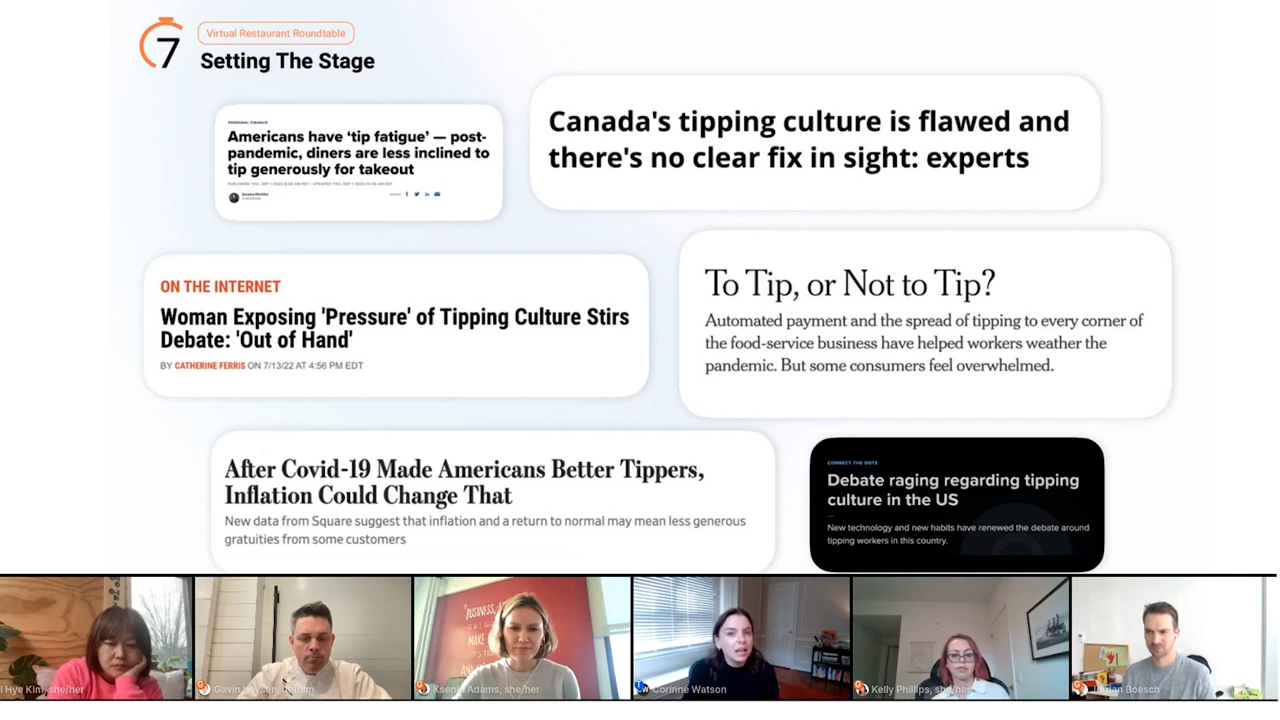 7
Virtual Restaurant Roundtable
Setting The Stage
PERSONAL FINANCE
Americans have ‘tip fatigue’ — post-
pandemic, diners are less inclined to
tip generously for takeout
Canada's tipping culture is flawed and
there's no clear fix in sight: experts
ON THE INTERNET
Woman Exposing 'Pressure' of Tipping Culture Stirs
Debate: 'Out of Hand'
BY CATHERINE FERRIS ON 7/13/22 AT 4:56 PM EDT
To Tip, or Not to Tip?
Automated payment and the spread of tipping to every corner of
the food-service business have helped workers weather the
pandemic. But some consumers feel overwhelmed.
After Covid-19 Made Americans Better Tippers,
Inflation Could Change That
New data from Square suggest that inflation and a return to normal may mean less generous
gratuities from some customers
CONNECT THE DOTS
Debate raging regarding tipping
culture in the US
New technology and new habits have renewed the debate around
tipping workers in this country.
"BUSINESS,
MAKE
Hye Kim, she/her
Gavin
Ksenia Adams, she/her
Corinne Watson
Kelly Phillips, she/her
Jordan Boesch